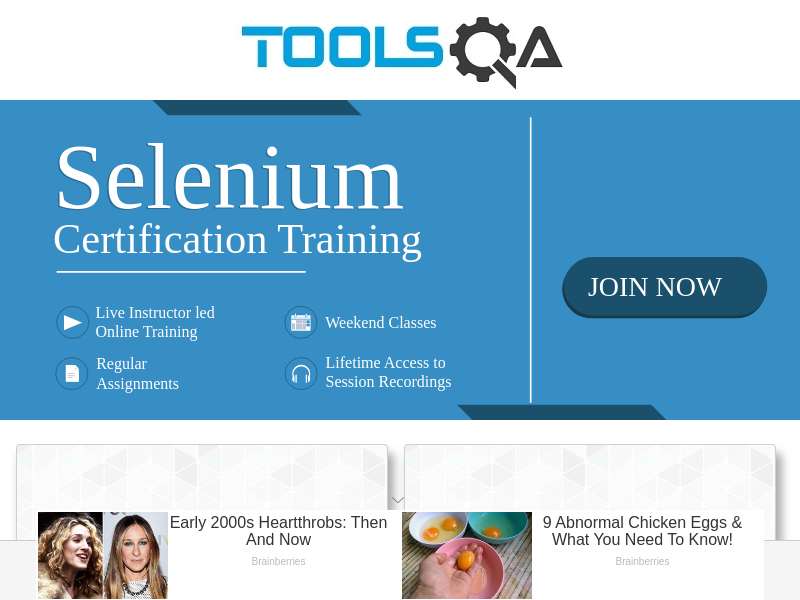 TOOLSQA
Selenium
Certification Training
JOIN NOW
Live Instructor led
Online Training
Weekend Classes
Regular
Assignments
Lifetime Access to
Session Recordings
Early 2000s Heartthrobs: Then
And Now
Brainberries
9 Abnormal Chicken Eggs &
What You Need To Know!
Brainberries